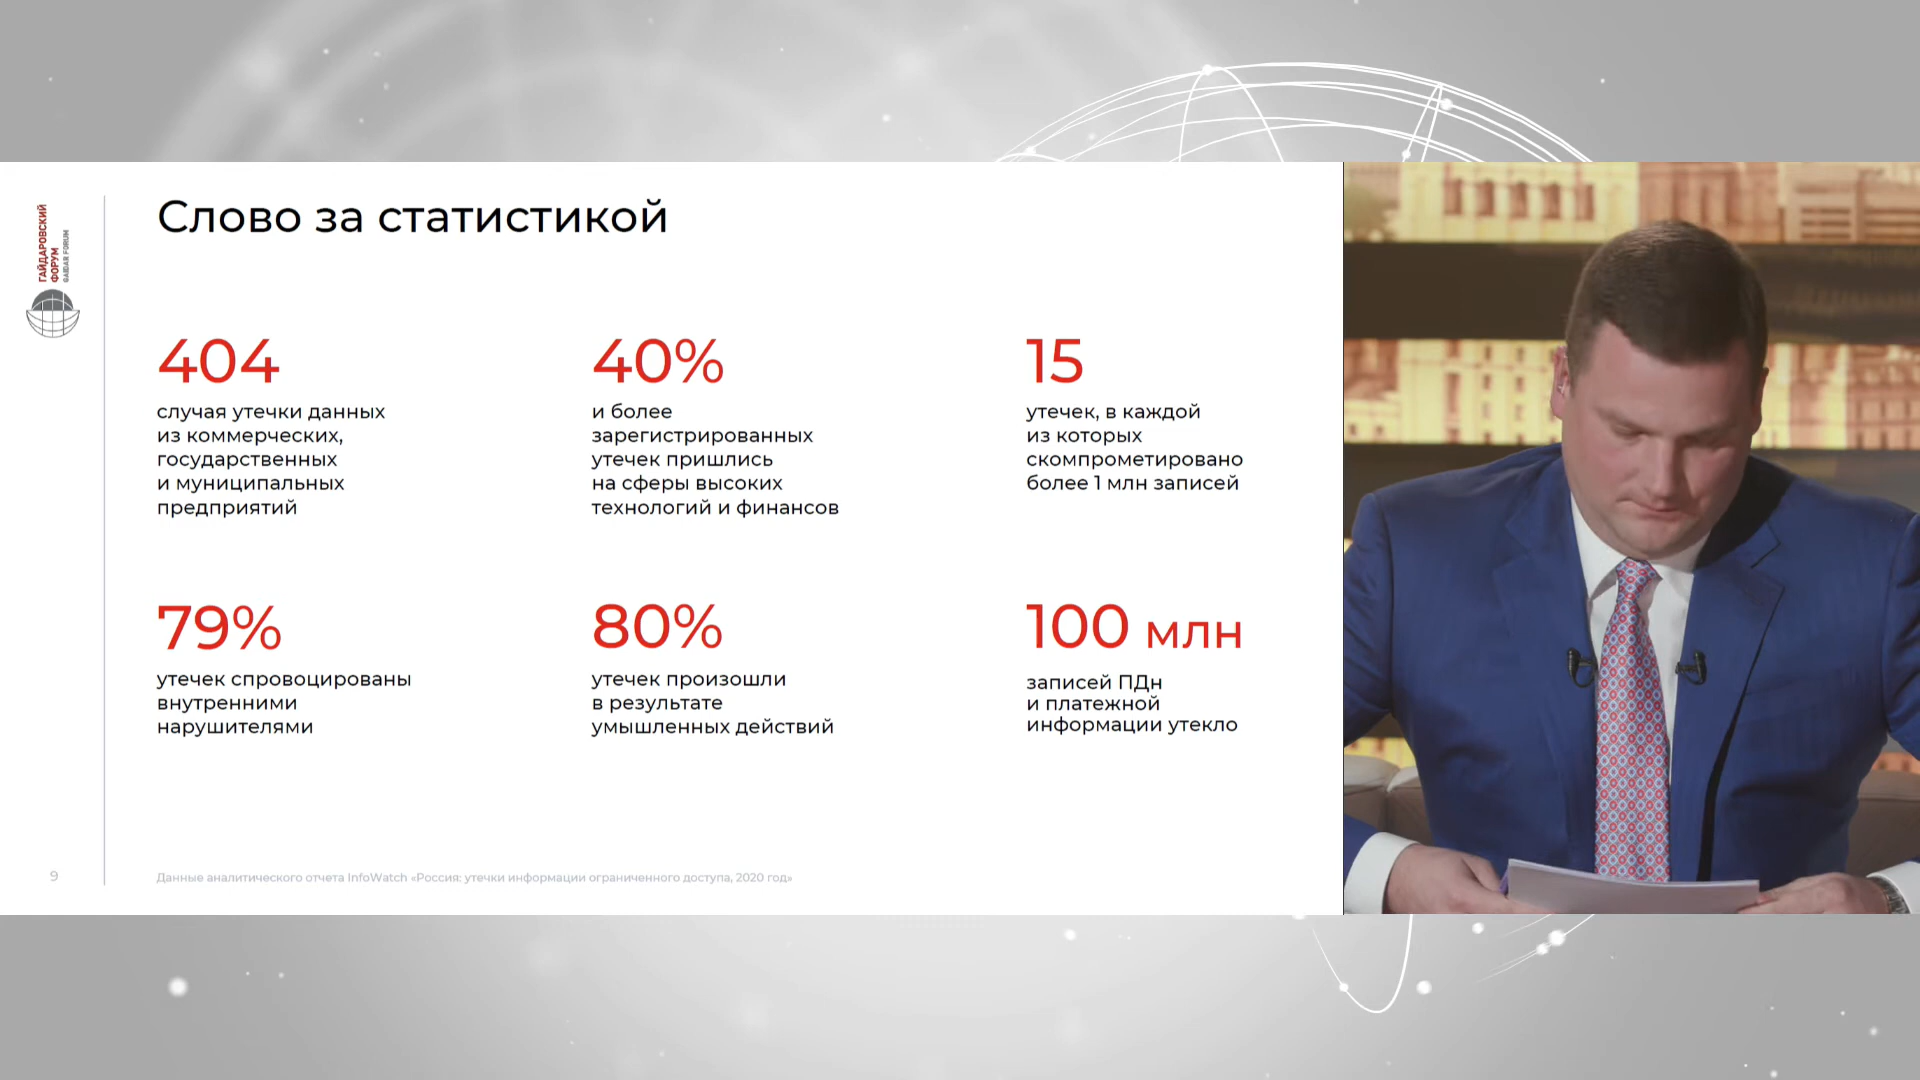 ГАЙДАРОВСКИЙ
ФОРУМ
GAIDAR FORUM
Слово за статистикой
404
случая утечки данных
из коммерческих,
государственных
и муниципальных
предприятий
40%
и более
зарегистрированных
утечек пришлись
на сферы высоких
технологий и финансов
15
утечек, в каждой
из которых
скомпрометировано
более 1 млн записей
79%
утечек спровоцированы
внутренними
нарушителями
80%
утечек произошли
в результате
умышленных действий
100 млн
записей ПДн
и платежной
информации утекло
9
Данные аналитического отчета InfoWatch «Россия: утечки информации ограниченного доступа, 2020 год»